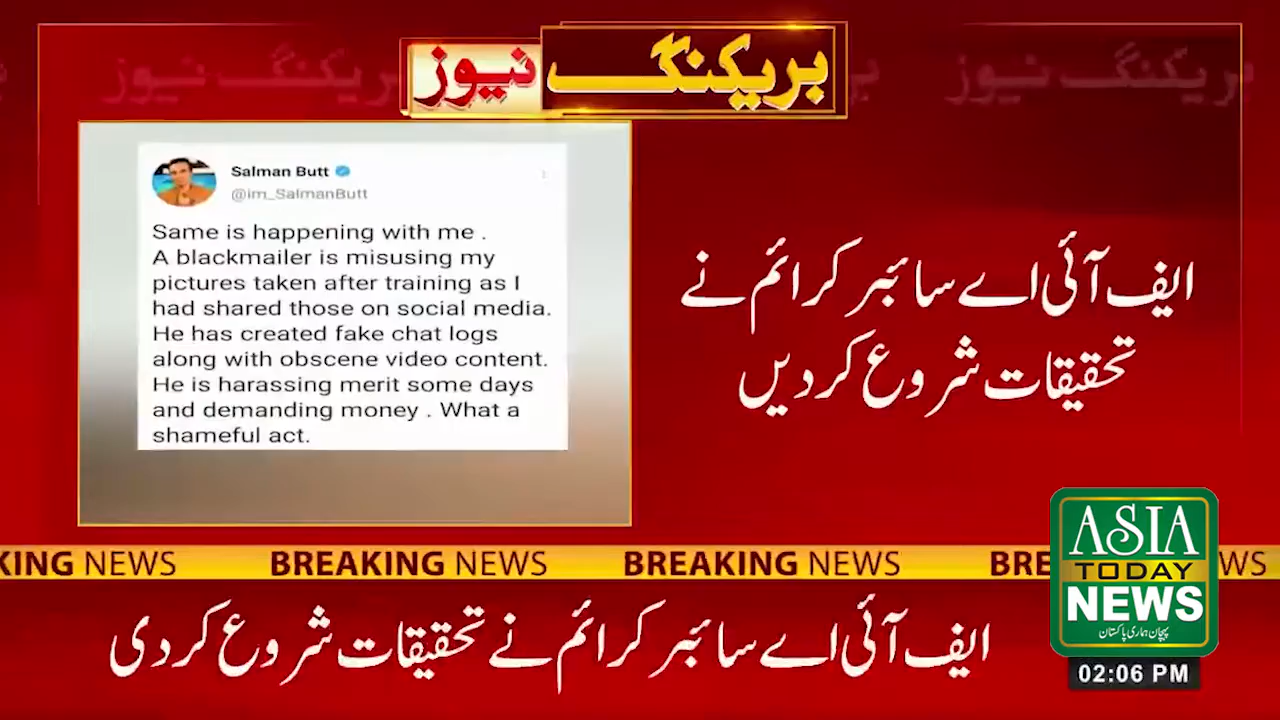 بریکنگ نیوز
Salman Butt
@im_SalmanButt
Same is happening with me .
A blackmailer is misusing my
pictures taken after training as I
had shared those on social media.
He has created fake chat logs
along with obscene video content.
He is harassing merit some days
and demanding money . What a
shameful act.
ایف آئی اے سائبر کرائم نے
تحقیقات شروع کردیں
KING NEWS BREAKING NEWS BREAKING NEWS BRE WS
ایف آئی اے سائبر کرائم نے تحقیقات شروع کردی
ASIA
TODAY
NEWS
پہچان ہماری پاکستان
02:06 PM